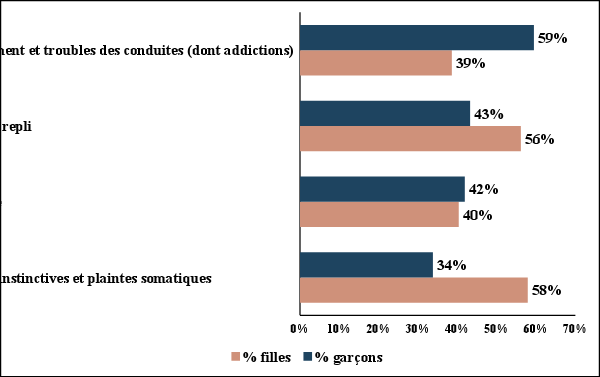 ment et troubles des conduites (dont addictions)
59%
39%
repli
43%
56%
42%
40%
instinctives et plaintes somatiques
34%
58%
0% 10% 20% 30% 40% 50% 60% 70%
% filles % garçons